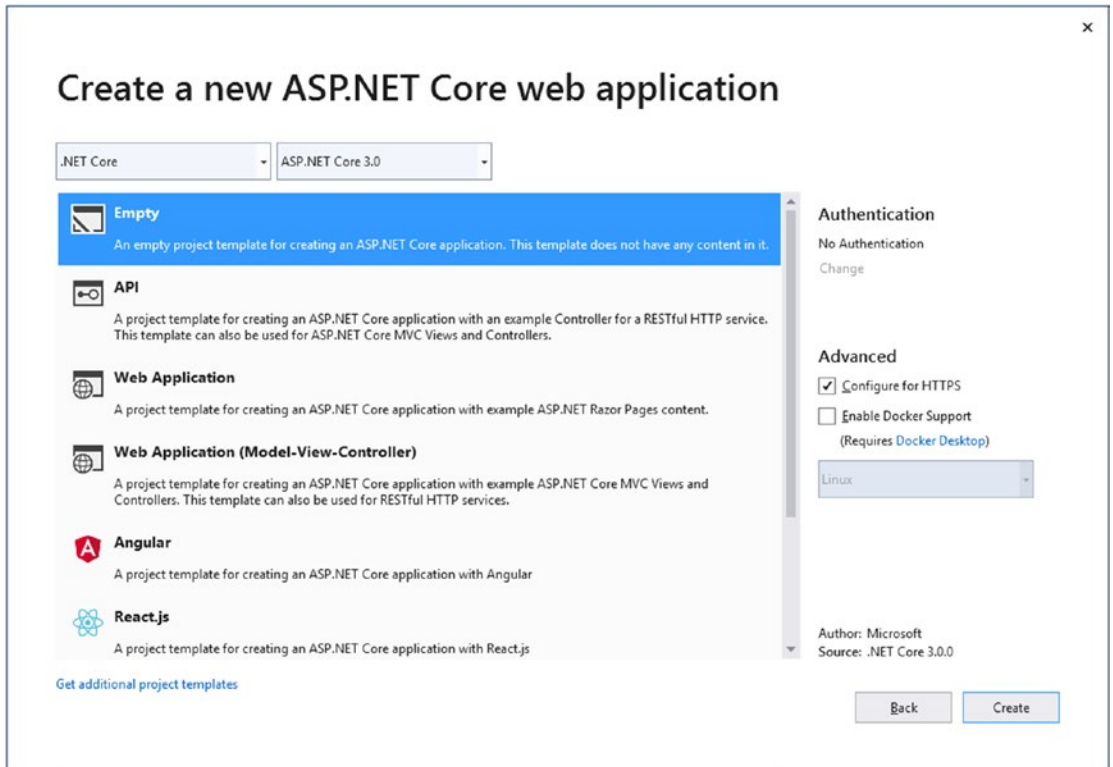 Create a new ASP.NET Core web application
.NET Core
ASP.NET Core 3.0
Empty
An empty project template for creating an ASP.NET Core application. This template does not have any content in it.
API
A project template for creating an ASP.NET Core application with an example Controller for a RESTful HTTP service.
This template can also be used for ASP.NET Core MVC Views and Controllers.
Web Application
A project template for creating an ASP.NET Core application with example ASP.NET Razor Pages content.
Web Application (Model-View-Controller)
A project template for creating an ASP.NET Core application with example ASP.NET Core MVC Views and
Controllers. This template can also be used for RESTful HTTP services.
Angular
A project template for creating an ASP.NET Core application with Angular
React.js
A project template for creating an ASP.NET Core application with React.js
Get additional project templates
Authentication
No Authentication
Change
Advanced
Configure for HTTPS
Enable Docker Support
(Requires Docker Desktop)
Linux
Author: Microsoft
Source: .NET Core 3.0.0
Back
Create